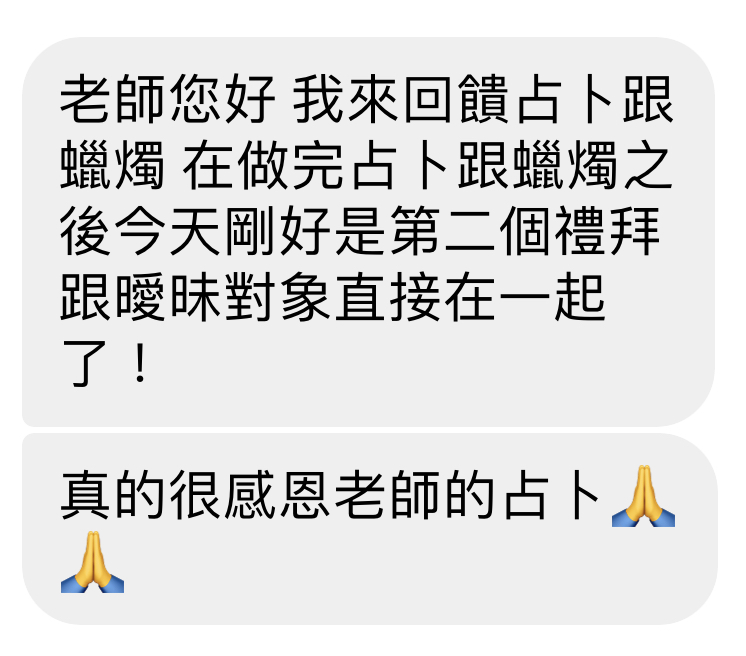 老師您好 我來回饋占卜跟
蠟燭 在做完占卜跟蠟燭之
後今天剛好是第二個禮拜
跟曖昧對象直接在一起
了！
真的很感恩老師的占卜🙏
🙏